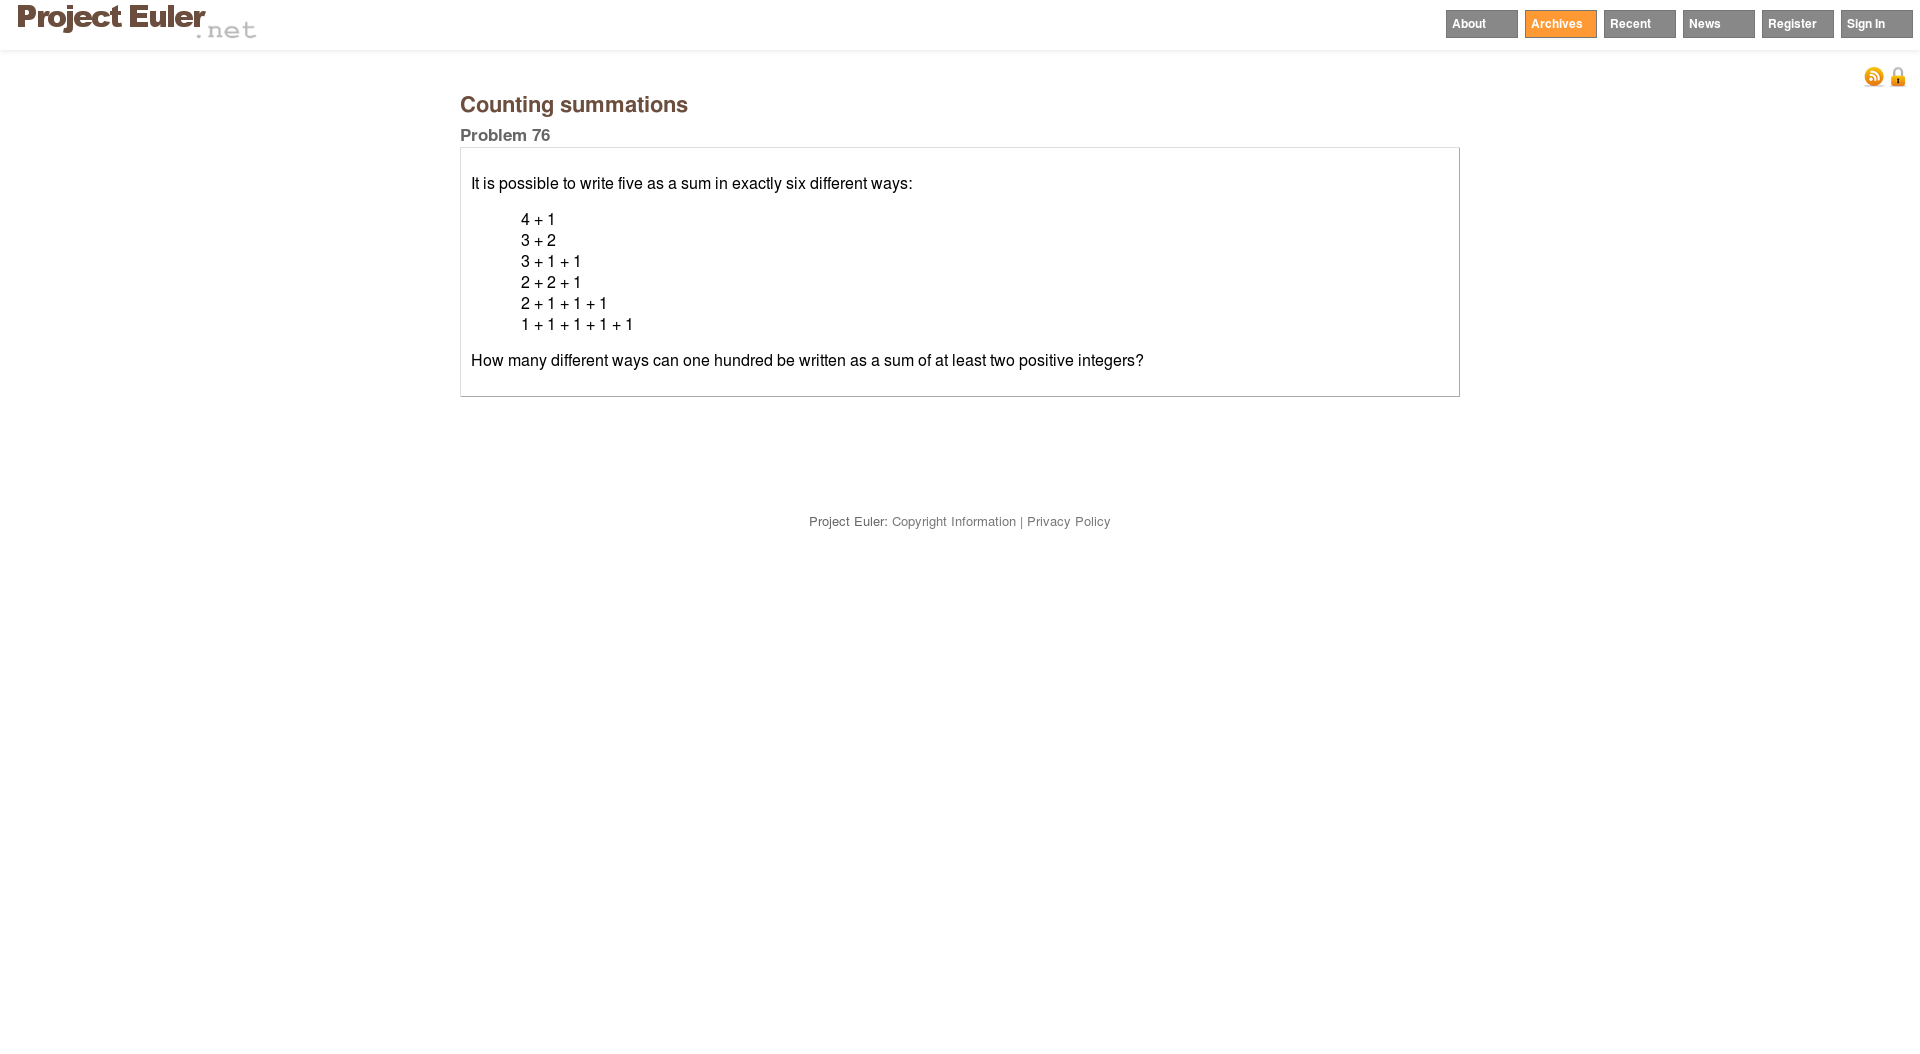 Project Euler
.net
About
Archives
Recent
News
Register
Sign In
Counting summations
Problem 76
It is possible to write five as a sum in exactly six different ways:
4 + 1
3 + 2
3 + 1 + 1
2 + 2 + 1
2 + 1 + 1 + 1
1 + 1 + 1 + 1 + 1
How many different ways can one hundred be written as a sum of at least two positive integers?
Project Euler: Copyright Information | Privacy Policy